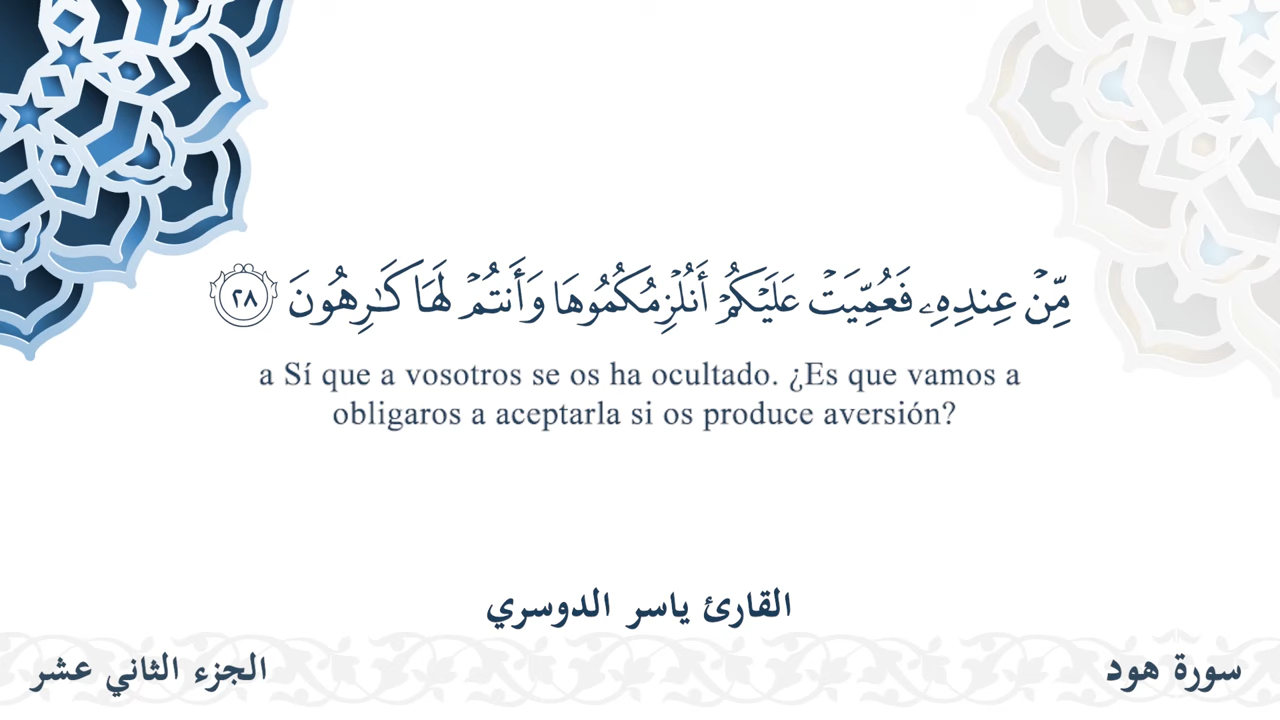 مِّنْ عِندِهِۦ فَعُمِّيَتْ عَلَيْكُمْ أَنُلْزِمُكُمُوهَا وَأَنتُمْ لَهَا كَٰرِهُونَ ٢٨
a Sí que a vosotros se os ha ocultado. ¿Es que vamos a
obligaros a aceptarla si os produce aversión?
القارئ ياسر الدوسري
سورة هود
الجزء الثاني عشر